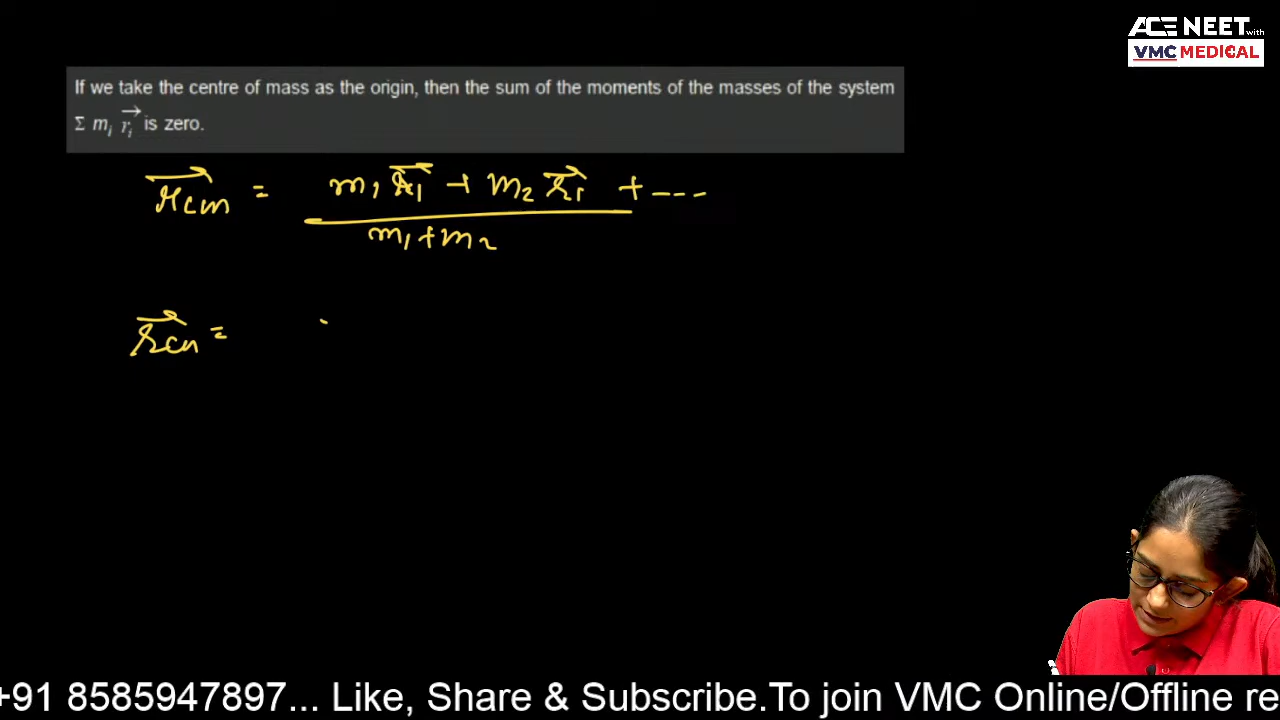 ACE NEET with
VMC MEDICAL
If we take the centre of mass as the origin, then the sum of the moments of the masses of the system
Σ mᵢ r⃗ᵢ is zero.
r⃗cm = (m₁ r⃗₁ + m₂ r⃗₁ + ---) / (m₁ + m₂)
r⃗cm =
+91 8585947897... Like, Share & Subscribe.To join VMC Online/Offline re